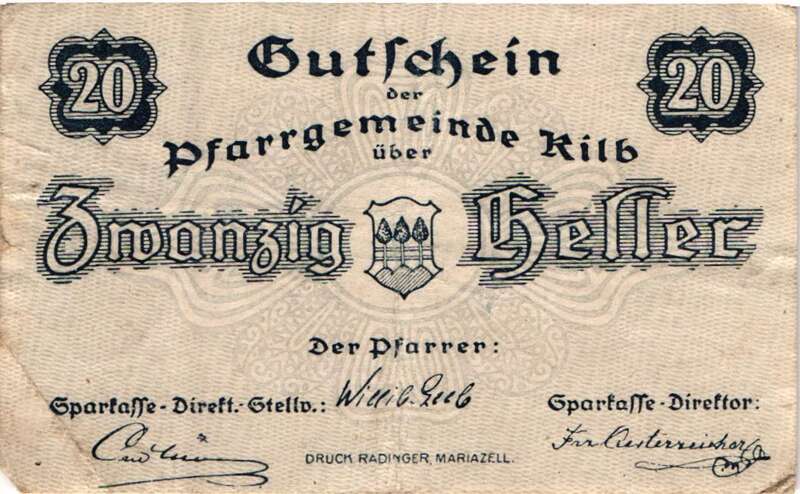 20 Gutschein 20
der
Pfarrgemeinde Kilb
über
Zwanzig Heller
Der Pfarrer:
Sparkasse-Direkt.-Stellv.: Sparkasse-Direktor:
DRUCK RADINGER, MARIAZELL.